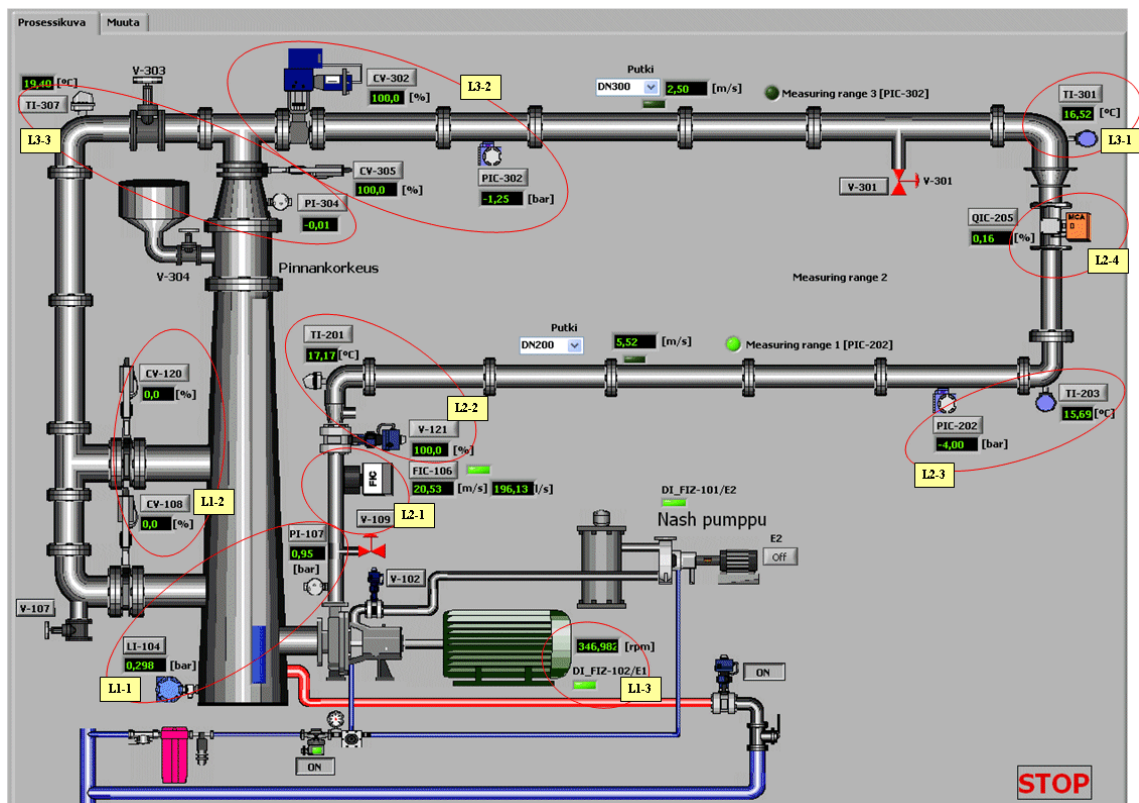 Prosessikuva
Muuta
V-303
19,40 [ºC]
TI-307
L3-3
CV-302
100,0 [%]
L3-2
Putki
DN300
2,50 [m/s]
Measuring range 3 [PIC-302]
TI-301
16,52 [ºC]
L3-1
CV-305
100,0 [%]
PI-304
-0,01
PIC-302
-1,25 [bar]
V-301
V-301
QIC-205
0,16 [%]
MCA
L2-4
V-304
Pinnankorkeus
Measuring range 2
TI-201
17,17 [ºC]
Putki
DN200
5,52 [m/s]
Measuring range 1 [PIC-202]
CV-120
0,0 [%]
L2-2
V-121
100,0 [%]
TI-203
15,69 [ºC]
PIC-202
-4,00 [bar]
L2-3
FIC
FIC-106
20,53 [m/s] 196,13 l/s]
L2-1
CV-108
0,0 [%]
L1-2
V-109
PI-107
0,95
[bar]
DI_FIZ-101/E2
Nash pumppu
E2
Off
V-102
V-107
LI-104
0,298 [bar]
L1-1
346,982 [rpm]
DI_FIZ-102/E1
L1-3
ON
ON
STOP